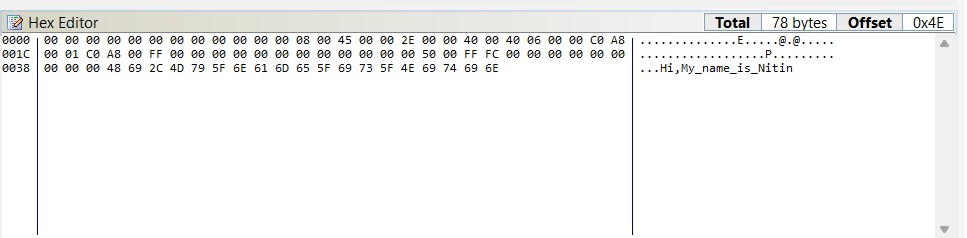 Hex Editor Total 78 bytes Offset 0x4E
0000 00 00 00 00 00 00 00 00 00 00 00 00 08 00 45 00 00 2E 00 00 40 00 40 06 00 00 C0 A8 ..............E.....@.@.....
001C 00 01 C0 A8 00 FF 00 00 00 00 00 00 00 00 00 00 00 00 50 00 FF FC 00 00 00 00 00 00 ..................P.........
0038 00 00 00 48 69 2C 4D 79 5F 6E 61 6D 65 5F 69 73 5F 4E 69 74 69 6E ...Hi,My_name_is_Nitin